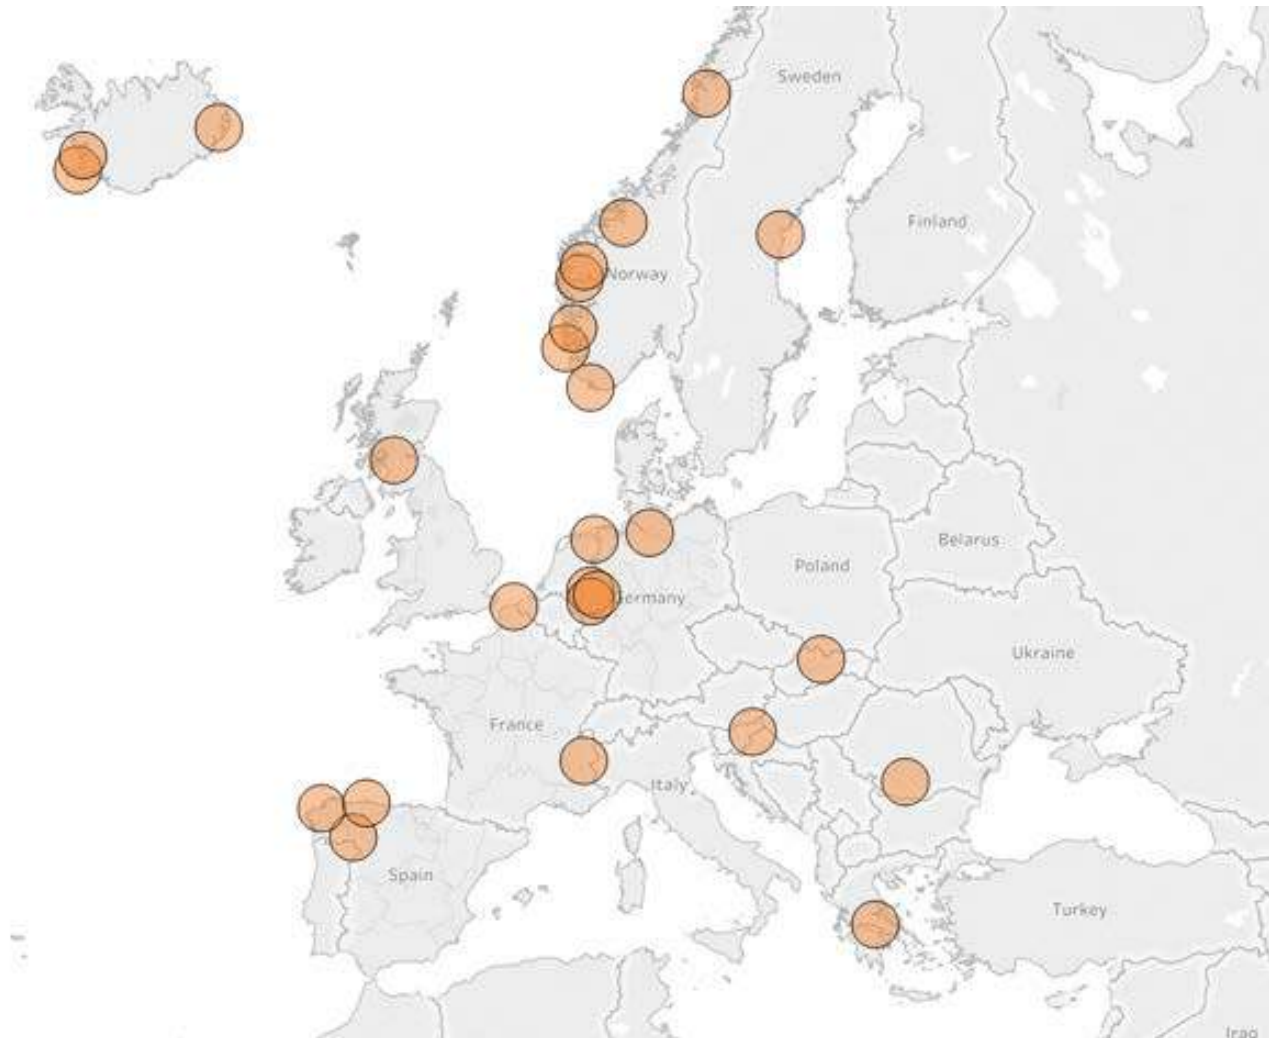 Sweden
Finland
Norway
Belarus
Poland
Germany
Ukraine
France
Italy
Spain
Turkey
Iraq